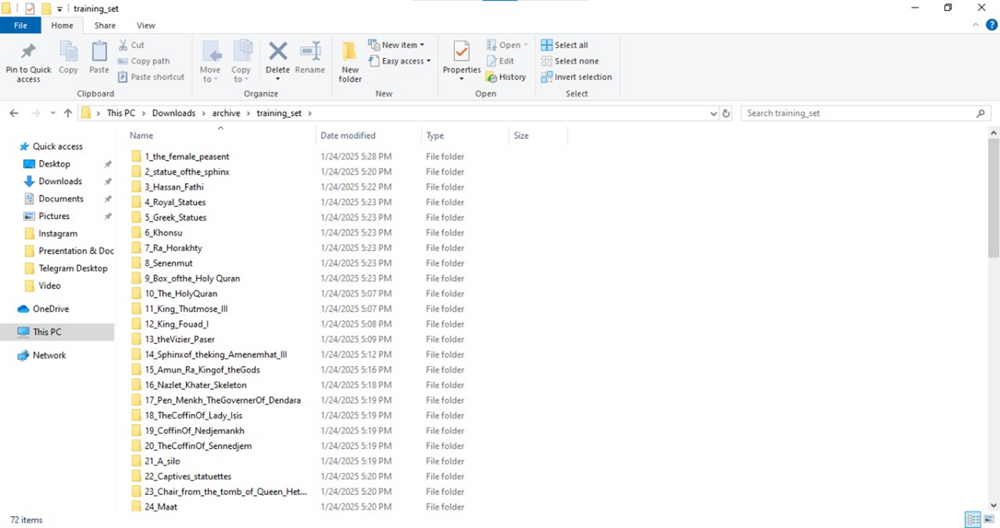 training_set
File Home Share View
Pin to Quick access
Copy
Paste
Cut
Copy path
Paste shortcut
Clipboard
Move to
Copy to
Delete
Rename
Organize
New folder
New item
Easy access
New
Properties
Open
Edit
History
Open
Select all
Select none
Invert selection
Select
This PC > Downloads > archive > training_set >
Search training_set
Quick access
Desktop
Downloads
Documents
Pictures
Instagram
Presentation & Doc
Telegram Desktop
Video
OneDrive
This PC
Network
Name Date modified Type Size
1_the_female_peasent 1/24/2025 5:28 PM File folder
2_statue_ofthe_sphinx 1/24/2025 5:20 PM File folder
3_Hassan_Fathi 1/24/2025 5:22 PM File folder
4_Royal_Statues 1/24/2025 5:23 PM File folder
5_Greek_Statues 1/24/2025 5:23 PM File folder
6_Khonsu 1/24/2025 5:23 PM File folder
7_Ra_Horakhty 1/24/2025 5:23 PM File folder
8_Senenmut 1/24/2025 5:23 PM File folder
9_Box_ofthe_Holy Quran 1/24/2025 5:23 PM File folder
10_The_HolyQuran 1/24/2025 5:07 PM File folder
11_King_Thutmose_III 1/24/2025 5:07 PM File folder
12_King_Fouad_I 1/24/2025 5:08 PM File folder
13_theVizier_Paser 1/24/2025 5:09 PM File folder
14_Sphinxof_theking_Amenemhat_III 1/24/2025 5:12 PM File folder
15_Amun_Ra_Kingof_theGods 1/24/2025 5:16 PM File folder
16_Nazlet_Khater_Skeleton 1/24/2025 5:18 PM File folder
17_Pen_Menkh_TheGovernerOf_Dendara 1/24/2025 5:19 PM File folder
18_TheCoffinOf_Lady_Isis 1/24/2025 5:19 PM File folder
19_CoffinOf_Nedjemankh 1/24/2025 5:19 PM File folder
20_TheCoffinOf_Sennedjem 1/24/2025 5:19 PM File folder
21_A_silo 1/24/2025 5:19 PM File folder
22_Captives_statuettes 1/24/2025 5:20 PM File folder
23_Chair_from_the_tomb_of_Queen_Het... 1/24/2025 5:20 PM File folder
24_Maat 1/24/2025 5:20 PM File folder
72 items